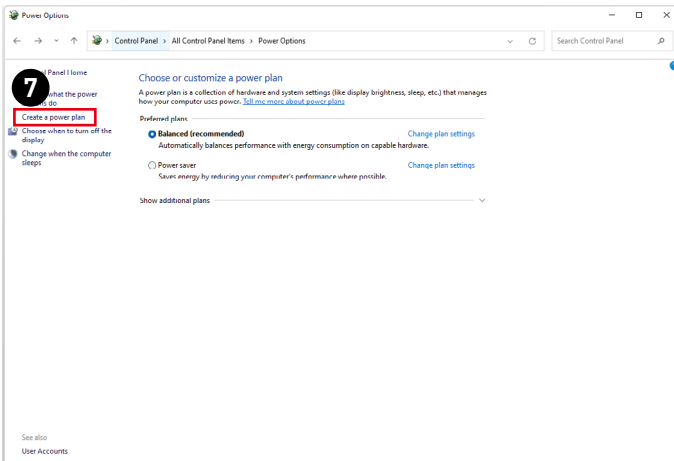 Power Options
Control Panel > All Control Panel Items > Power Options
Search Control Panel
Panel Home
7
what the power
do
Create a power plan
Choose when to turn off the
display
Change when the computer
sleeps
Choose or customize a power plan
A power plan is a collection of hardware and system settings (like display brightness, sleep, etc.) that manages
how your computer uses power. Tell me more about power plans
Preferred plans
Balanced (recommended)
Change plan settings
Automatically balances performance with energy consumption on capable hardware.
Power saver
Change plan settings
Saves energy by reducing your computer's performance where possible.
Show additional plans
See also
User Accounts